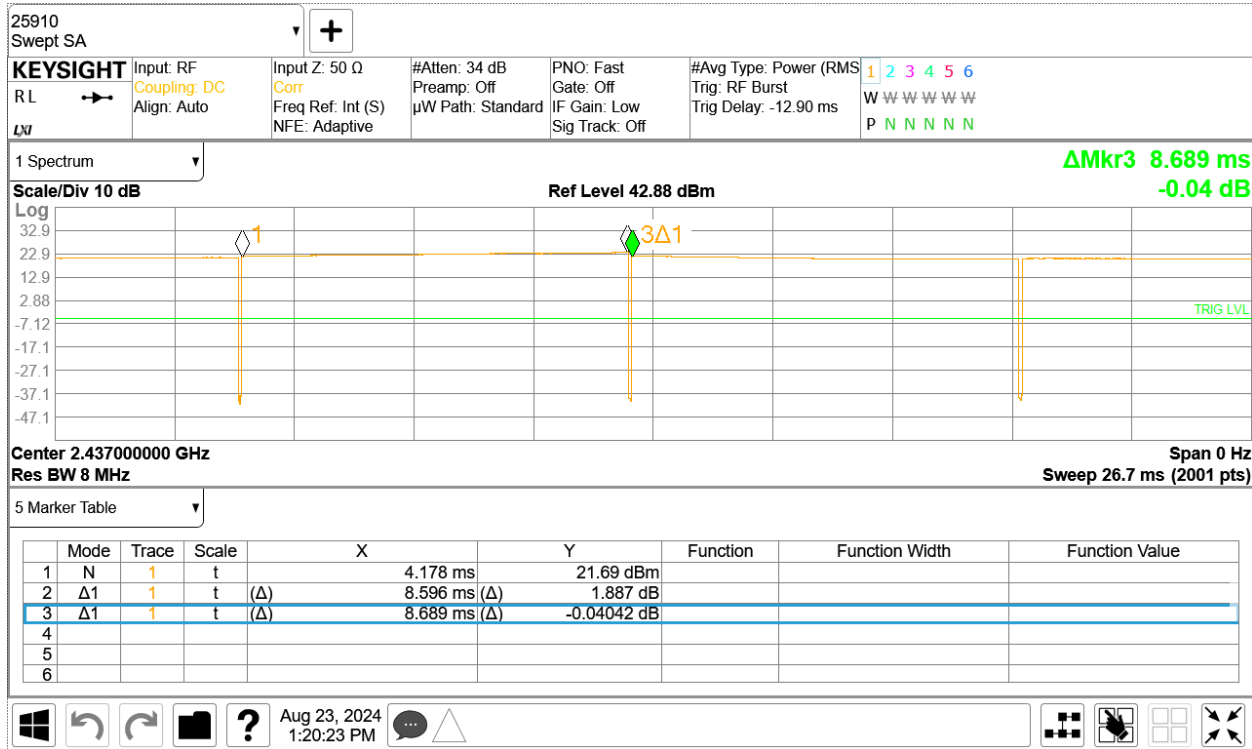 25910
Swept SA
KEYSIGHT Input: RF Input Z: 50 Ω #Atten: 34 dB PNO: Fast #Avg Type: Power (RMS 1 2 3 4 5 6
RL Coupling: DC Corr Preamp: Off Gate: Off Trig: RF Burst W W W W W W
Align: Auto Freq Ref: Int (S) µW Path: Standard IF Gain: Low Trig Delay: -12.90 ms
LXI NFE: Adaptive Sig Track: Off P N N N N N
1 Spectrum
ΔMkr3 8.689 ms
Scale/Div 10 dB Ref Level 42.88 dBm -0.04 dB
Log
32.9
1 3Δ1
22.9
12.9
2.88
TRIG LVL
-7.12
-17.1
-27.1
-37.1
-47.1
Center 2.437000000 GHz Span 0 Hz
Res BW 8 MHz Sweep 26.7 ms (2001 pts)
5 Marker Table
Mode Trace Scale X Y Function Function Width Function Value
1 N 1 t 4.178 ms 21.69 dBm
2 Δ1 1 t (Δ) 8.596 ms (Δ) 1.887 dB
3 Δ1 1 t (Δ) 8.689 ms (Δ) -0.04042 dB
4
5
6
? Aug 23, 2024
1:20:23 PM